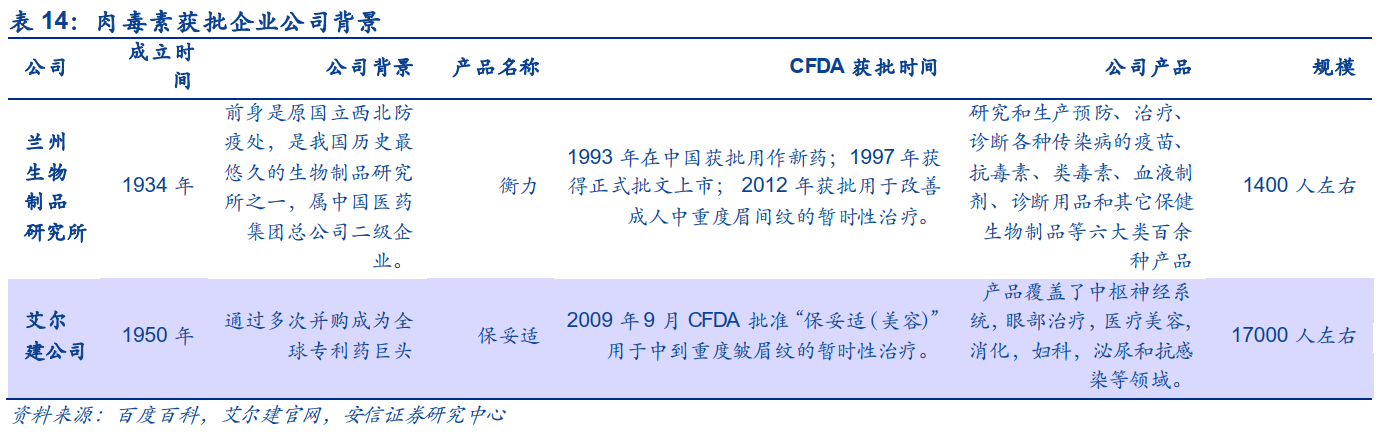 表 14：肉毒素获批企业公司背景
公司
成立时
间
公司背景
产品名称
CFDA 获批时间
公司产品
规模
兰州
生物
制品
研究所
1934 年
前身是原国立西北防
疫处，是我国历史最
悠久的生物制品研究
所之一，属中国医药
集团总公司二级企
业。
衡力
1993 年在中国获批用作新药；1997 年获
得正式批文上市； 2012 年获批用于改善
成人中重度眉间纹的暂时性治疗。
研究和生产预防、治疗、
诊断各种传染病的疫苗、
抗毒素、类毒素、血液制
剂、诊断用品和其它保健
生物制品等六大类百余
种产品
1400 人左右
艾尔
建公司
1950 年
通过多次并购成为全
球专利药巨头
保妥适
2009 年 9 月 CFDA 批准“保妥适(美容)”
用于中到重度皱眉纹的暂时性治疗。
产品覆盖了中枢神经系
统，眼部治疗，医疗美容，
消化，妇科，泌尿和抗感
染等领域。
17000 人左右
资料来源：百度百科，艾尔建官网，安信证券研究中心